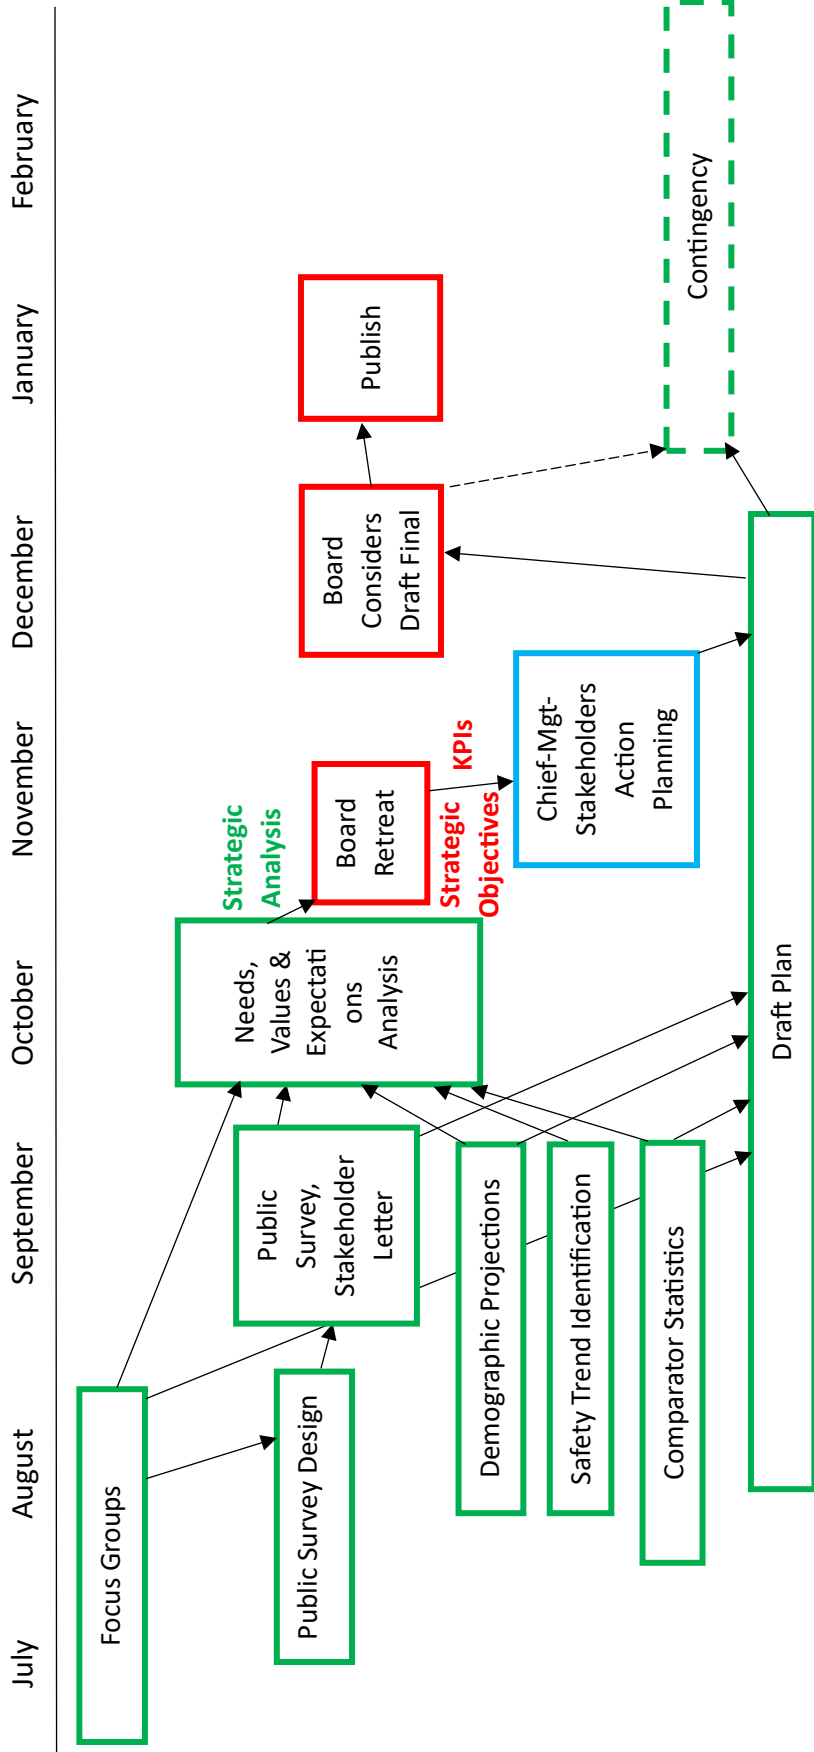 July
August
September
October
November
December
January
February
Focus Groups
Public Survey Design
Public
Survey,
Stakeholder
Letter
Demographic Projections
Safety Trend Identification
Comparator Statistics
Needs,
Values &
Expectati
ons
Analysis
Strategic
Analysis
Board
Retreat
Strategic
Objectives
KPIs
Chief-Mgt-
Stakeholders
Action
Planning
Board
Considers
Draft Final
Publish
Contingency
Draft Plan